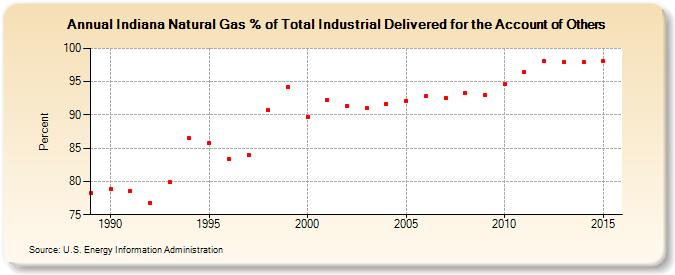 Annual Indiana Natural Gas % of Total Industrial Delivered for the Account of Others
Percent
100
95
90
85
80
75
1990 1995 2000 2005 2010 2015
Source: U.S. Energy Information Administration